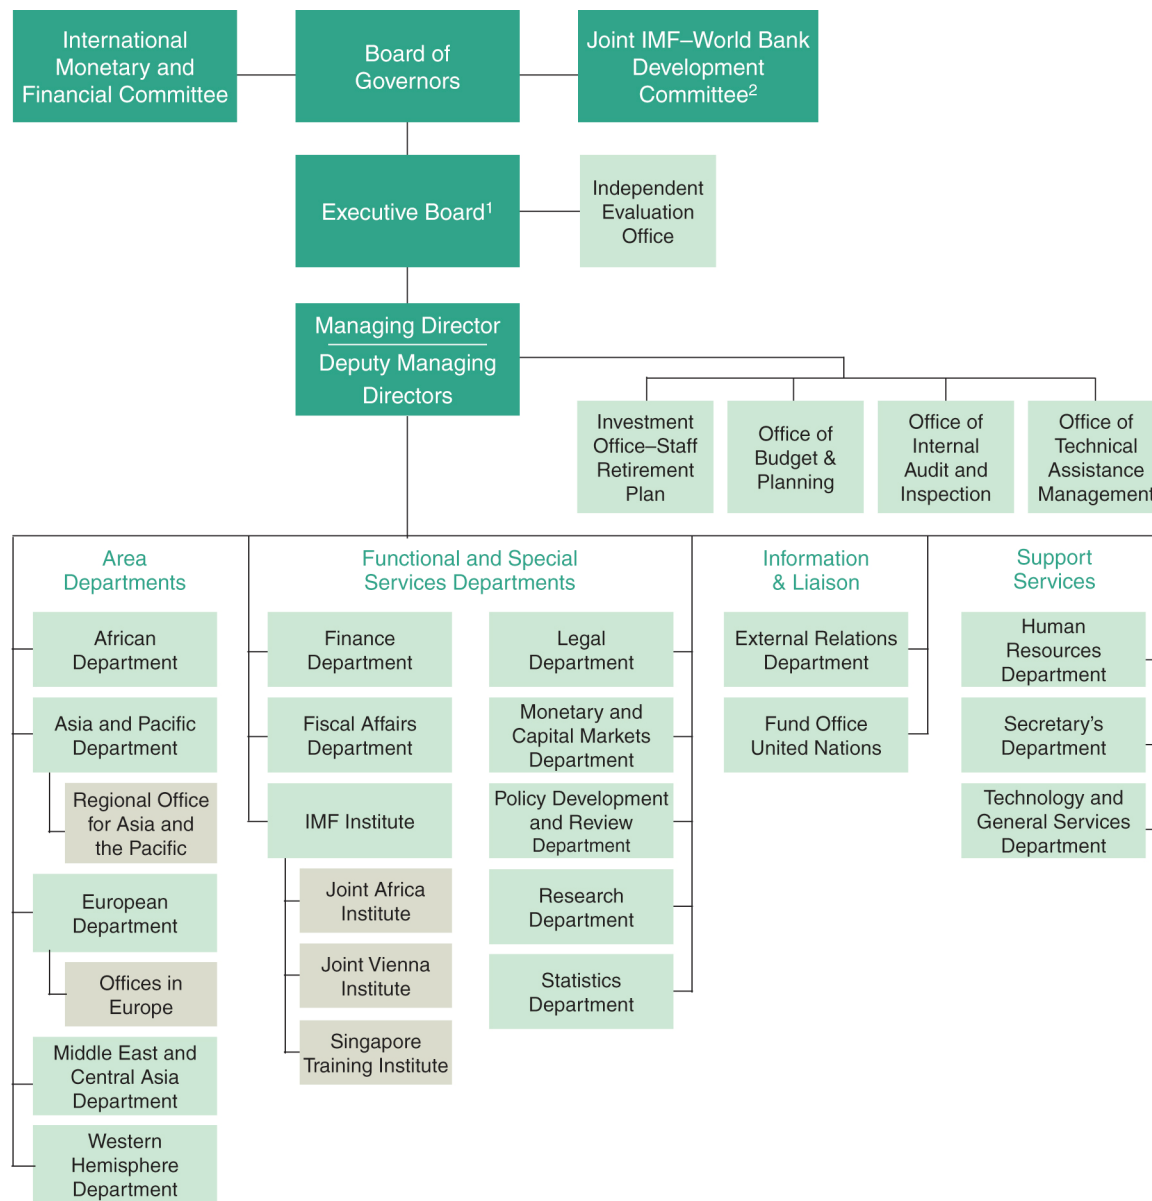 International
Monetary and
Financial Committee
Board of
Governors
Joint IMF–World Bank
Development
Committee²
Executive Board¹
Independent
Evaluation
Office
Managing Director
Deputy Managing
Directors
Investment
Office–Staff
Retirement
Plan
Office of
Budget &
Planning
Office of
Internal
Audit and
Inspection
Office of
Technical
Assistance
Management
Area
Departments
African
Department
Asia and Pacific
Department
Regional Office
for Asia and
the Pacific
European
Department
Offices in
Europe
Middle East and
Central Asia
Department
Western
Hemisphere
Department
Functional and Special
Services Departments
Finance
Department
Fiscal Affairs
Department
IMF Institute
Joint Africa
Institute
Joint Vienna
Institute
Singapore
Training Institute
Legal
Department
Monetary and
Capital Markets
Department
Policy Development
and Review
Department
Research
Department
Statistics
Department
Information
& Liaison
External Relations
Department
Fund Office
United Nations
Support
Services
Human
Resources
Department
Secretary's
Department
Technology and
General Services
Department